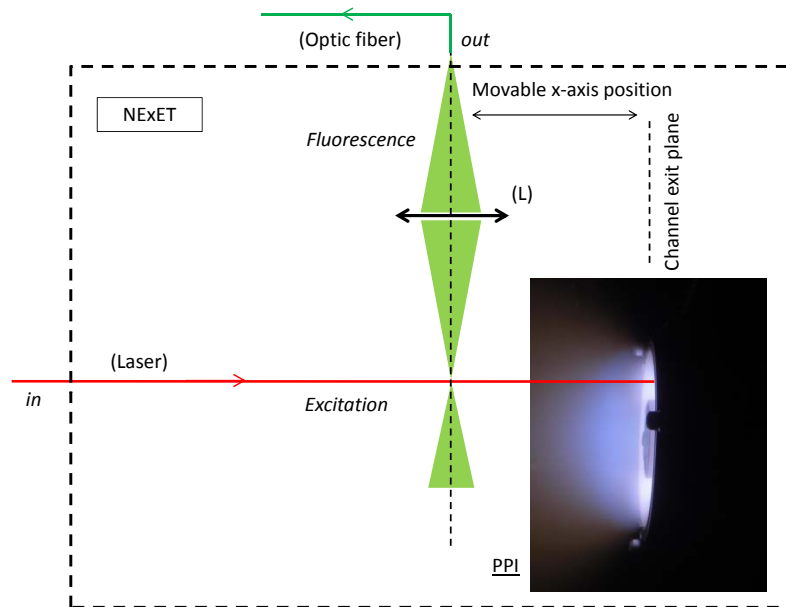 (Optic fiber)
out
Movable x-axis position
NExET
Fluorescence
(L)
Channel exit plane
(Laser)
in
Excitation
PPI